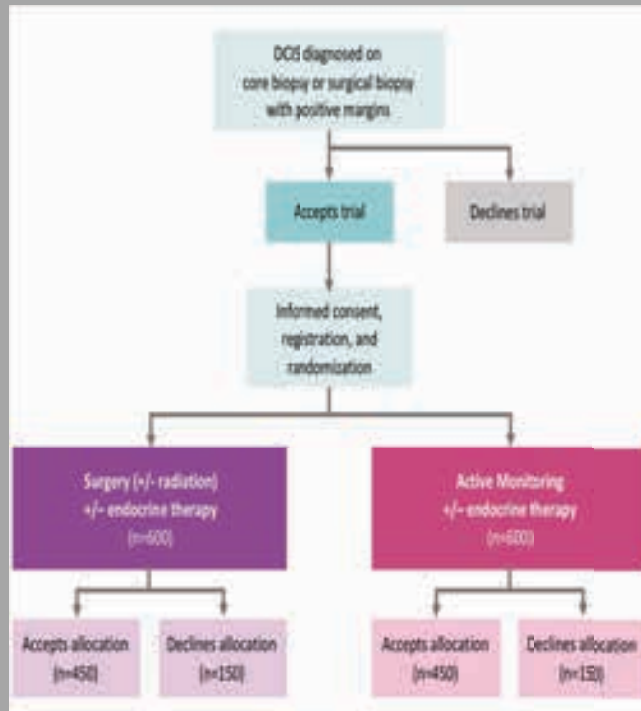 DCIS diagnosed on
core biopsy or surgical biopsy
with positive margins
Accepts trial
Declines trial
Informed consent,
registration, and
randomization
Surgery (+/- radiation)
+/- endocrine therapy
(n=600)
Active Monitoring
+/- endocrine therapy
(n=600)
Accepts allocation
(n=450)
Declines allocation
(n=150)
Accepts allocation
(n=450)
Declines allocation
(n=150)